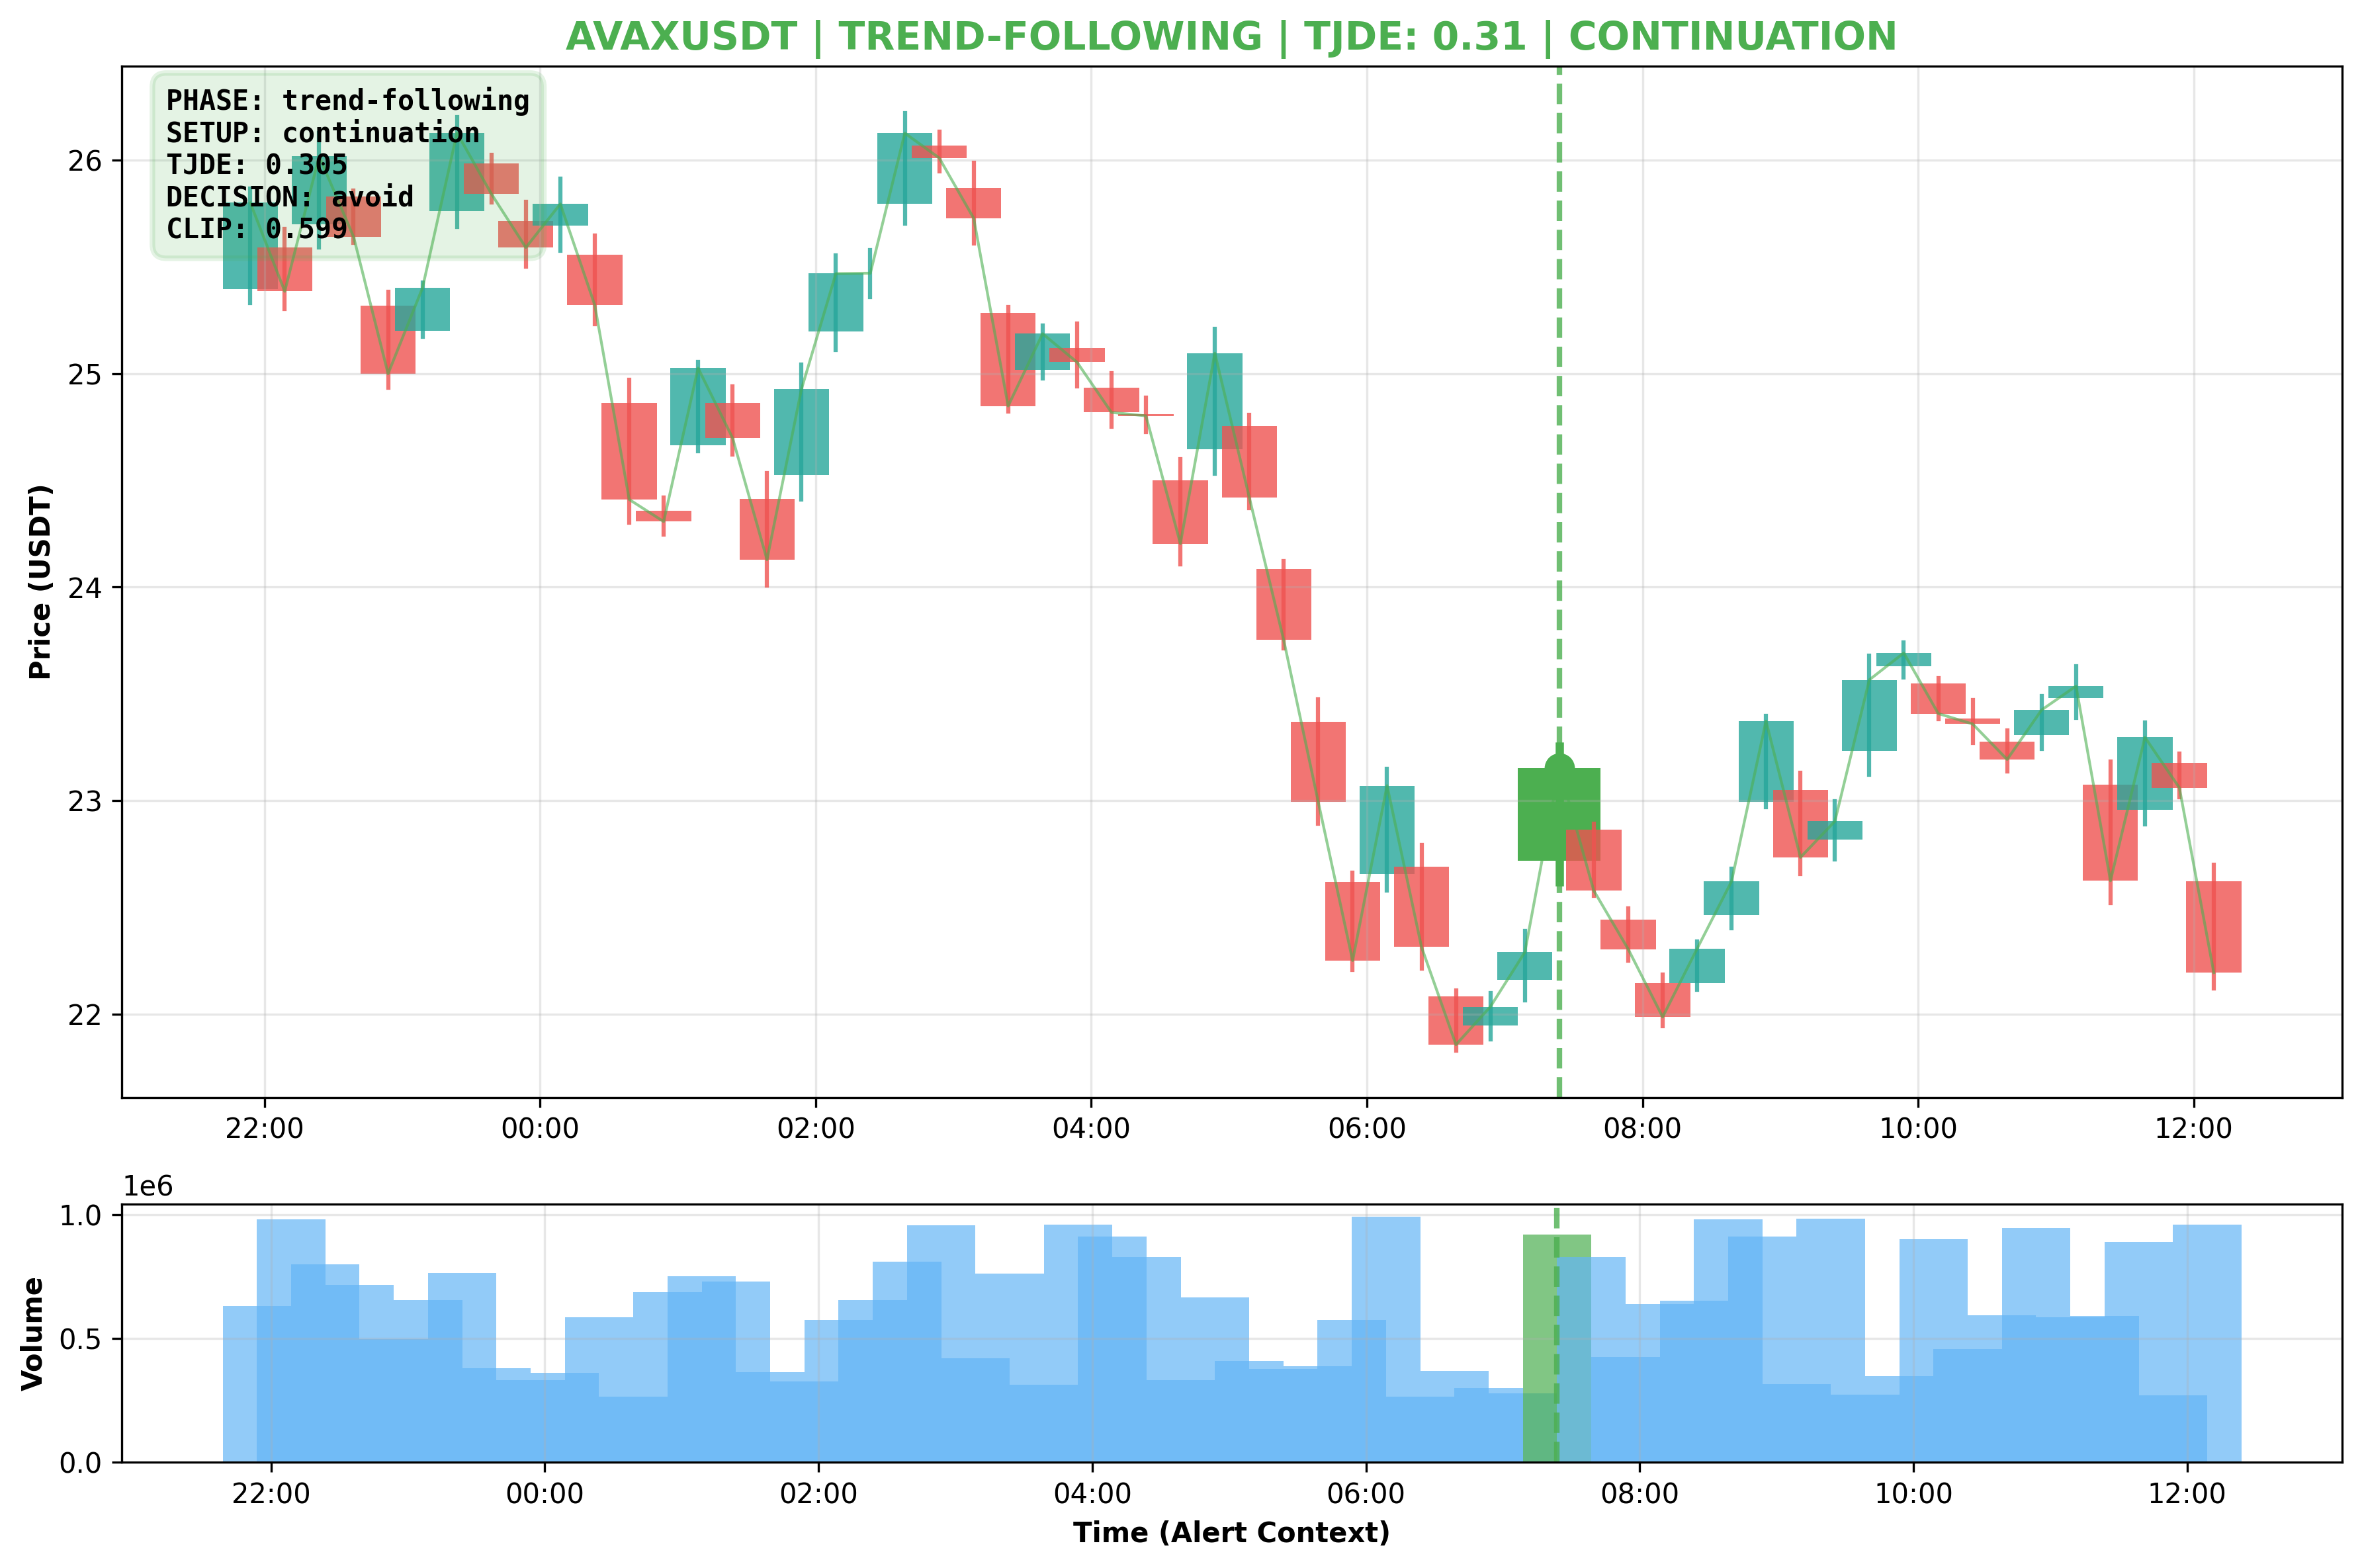 AVAXUSDT | TREND-FOLLOWING | TJDE: 0.31 | CONTINUATION
PHASE: trend-following
SETUP: continuation
TJDE: 0.305
DECISION: avoid
CLIP: 0.599
Price (USDT)
26
25
24
23
22
22:00 00:00 02:00 04:00 06:00 08:00 10:00 12:00
1e6
Volume
1.0
0.5
0.0
22:00 00:00 02:00 04:00 06:00 08:00 10:00 12:00
Time (Alert Context)